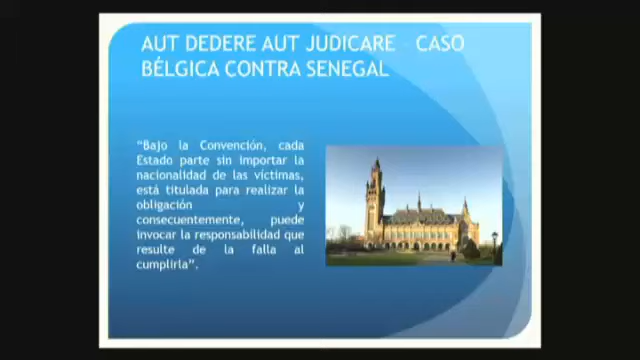 AUT DEDERE AUT JUDICARE – CASO
BÉLGICA CONTRA SENEGAL
“Bajo la Convención, cada
Estado parte sin importar la
nacionalidad de las víctimas,
está titulada para realizar la
obligación y
consecuentemente, puede
invocar la responsabilidad que
resulte de la falla al
cumplirla”.